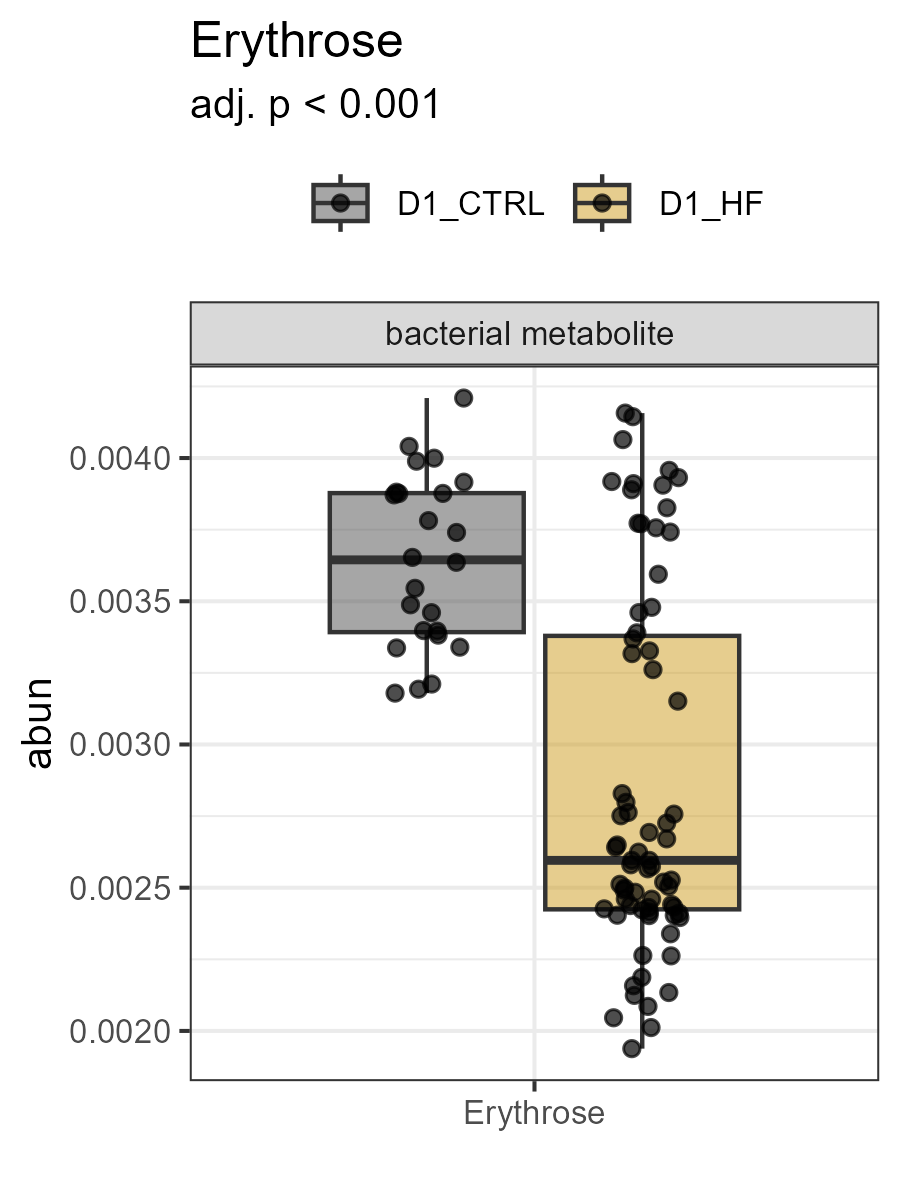 Erythrose
adj. p < 0.001
D1_CTRL D1_HF
bacterial metabolite
0.0040
0.0035
0.0030
0.0025
0.0020
abun
Erythrose